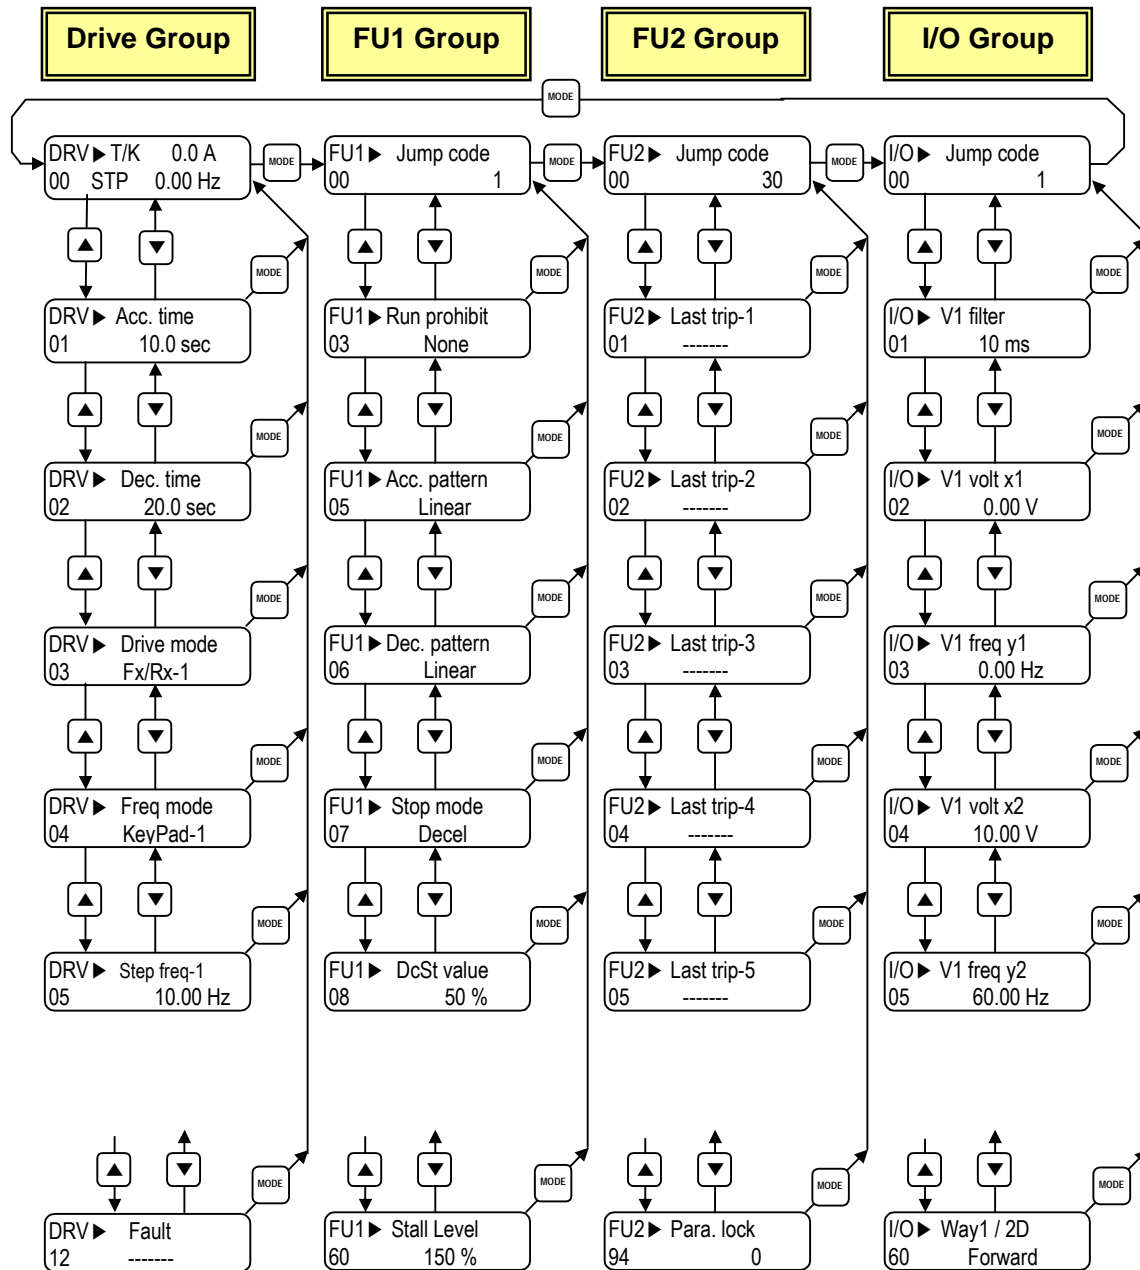 Drive Group
FU1 Group
FU2 Group
I/O Group
MODE
DRV▶ T/K 0.0 A
00 STP 0.00 Hz
MODE
FU1▶ Jump code
00 1
MODE
FU2▶ Jump code
00 30
MODE
I/O▶ Jump code
00 1
▲ ▼ MODE
▲ ▼ MODE
▲ ▼ MODE
▲ ▼ MODE
DRV▶ Acc. time
01 10.0 sec
FU1▶ Run prohibit
03 None
FU2▶ Last trip-1
01 -------
I/O▶ V1 filter
01 10 ms
▲ ▼ MODE
▲ ▼ MODE
▲ ▼ MODE
▲ ▼ MODE
DRV▶ Dec. time
02 20.0 sec
FU1▶ Acc. pattern
05 Linear
FU2▶ Last trip-2
02 -------
I/O▶ V1 volt x1
02 0.00 V
▲ ▼ MODE
▲ ▼ MODE
▲ ▼ MODE
▲ ▼ MODE
DRV▶ Drive mode
03 Fx/Rx-1
FU1▶ Dec. pattern
06 Linear
FU2▶ Last trip-3
03 -------
I/O▶ V1 freq y1
03 0.00 Hz
▲ ▼ MODE
▲ ▼ MODE
▲ ▼ MODE
▲ ▼ MODE
DRV▶ Freq mode
04 KeyPad-1
FU1▶ Stop mode
07 Decel
FU2▶ Last trip-4
04 -------
I/O▶ V1 volt x2
04 10.00 V
▲ ▼ MODE
▲ ▼ MODE
▲ ▼ MODE
▲ ▼ MODE
DRV▶ Step freq-1
05 10.00 Hz
FU1▶ DcSt value
08 50 %
FU2▶ Last trip-5
05 -------
I/O▶ V1 freq y2
05 60.00 Hz
▲ ▼ MODE
▲ ▼ MODE
▲ ▼ MODE
▲ ▼ MODE
DRV▶ Fault
12 -------
FU1▶ Stall Level
60 150 %
FU2▶ Para. lock
94 0
I/O▶ Way1 / 2D
60 Forward